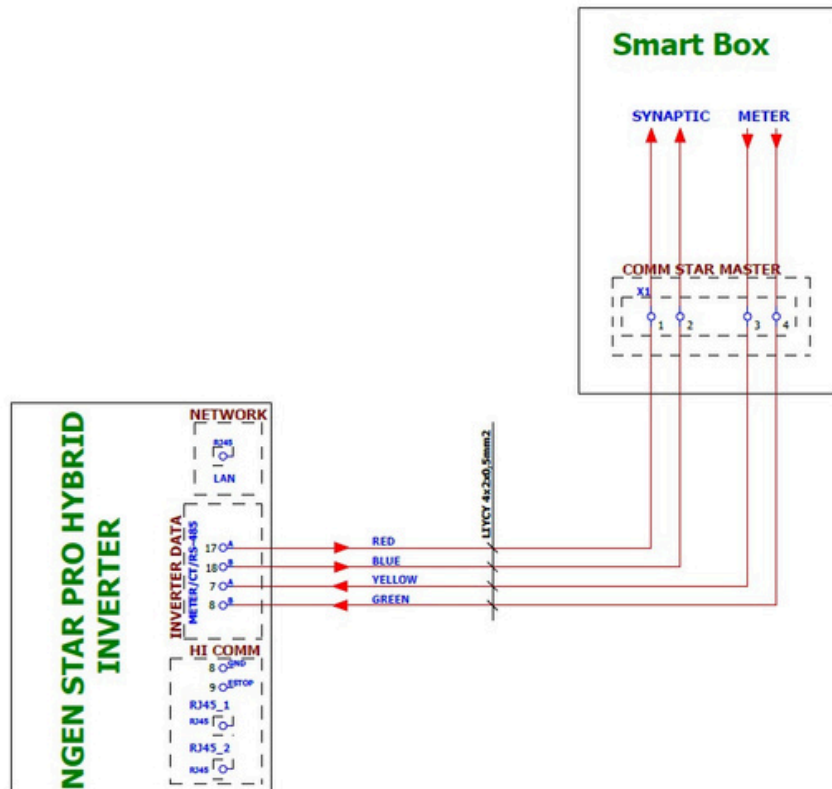 Smart Box
SYNAPTIC METER
COMM STAR MASTER
X1
1 2 3 4
NGEN STAR PRO HYBRID
INVERTER
NETWORK
RJ45
LAN
INVERTER DATA
METER/CT/RS-485
17 A
18 B
7 A
8 B
RED
BLUE
YELLOW
GREEN
LIYCY 4x2x0,5mm2
HI COMM
8 GND
9 ESTOP
RJ45_1
RJ45
RJ45_2
RJ45